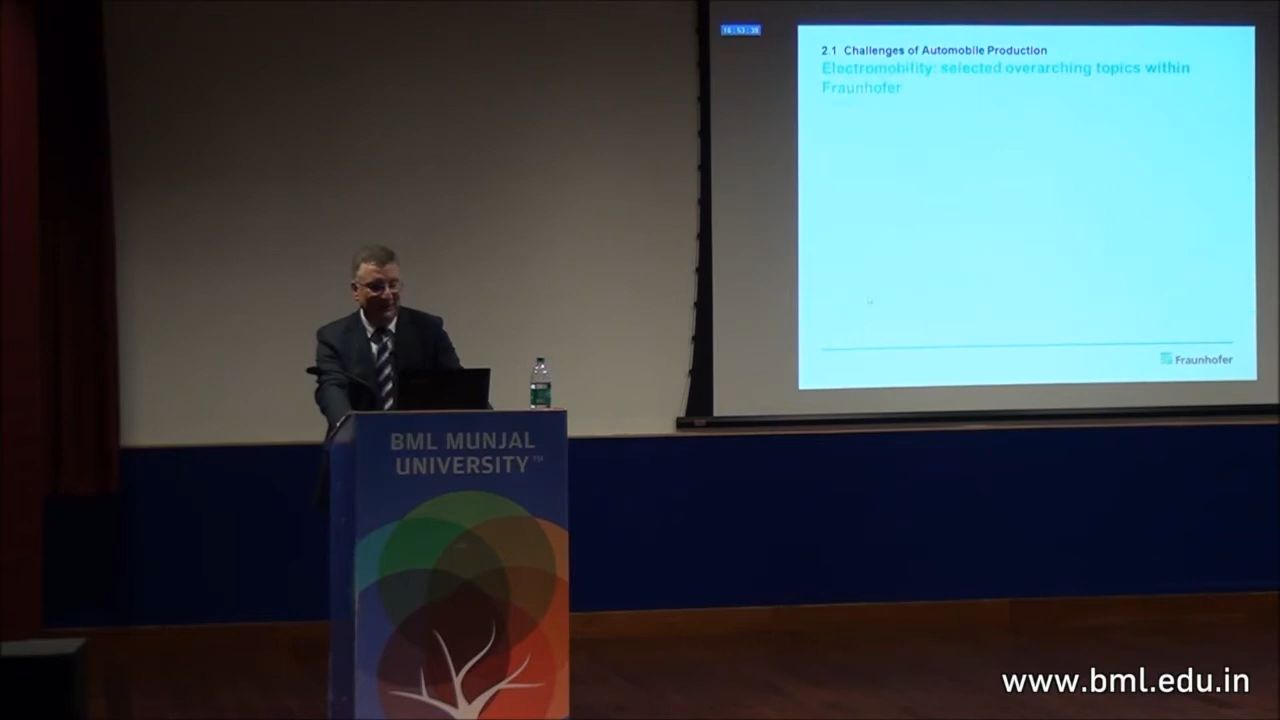 16:53:39
2.1 Challenges of Automobile Production
Electromobility: selected overarching topics within
Fraunhofer
Fraunhofer
BML MUNJAL
UNIVERSITY™
www.bml.edu.in